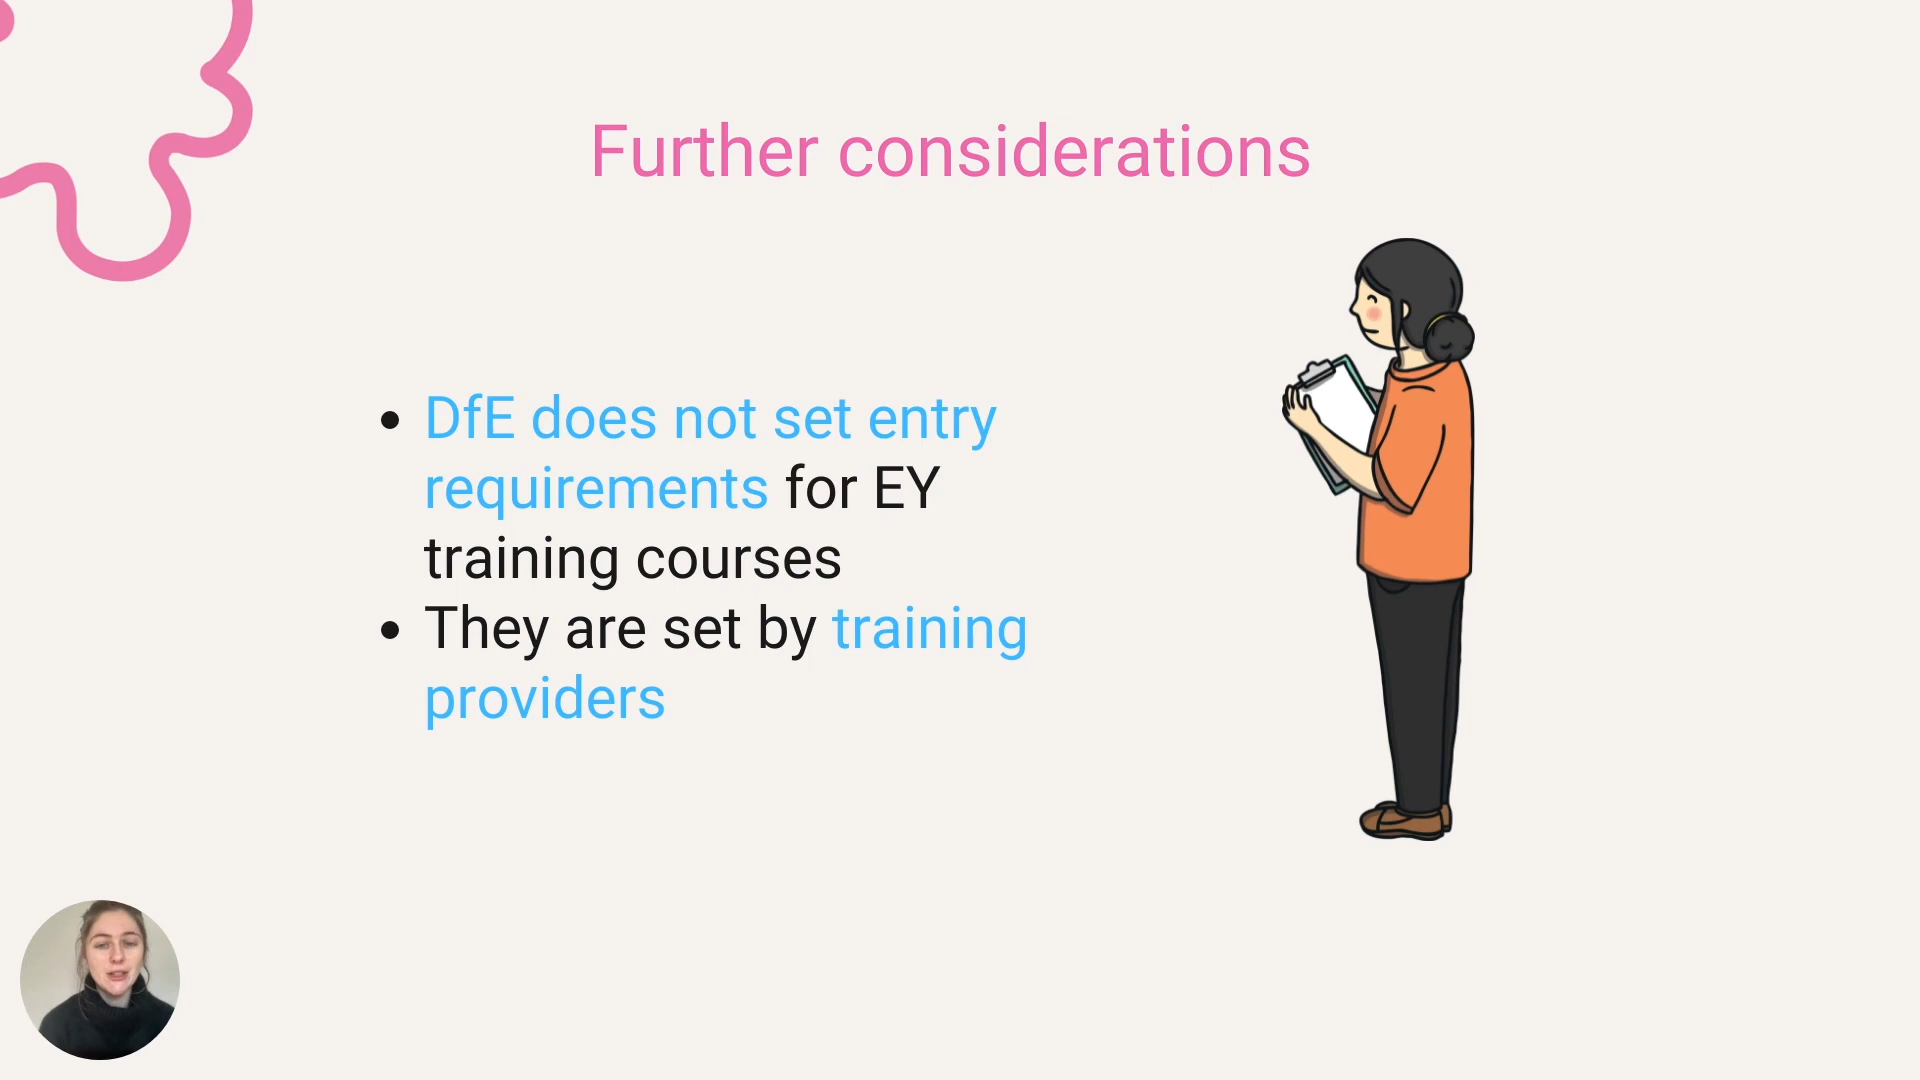 Further considerations
DfE does not set entry
requirements for EY
training courses
They are set by training
providers